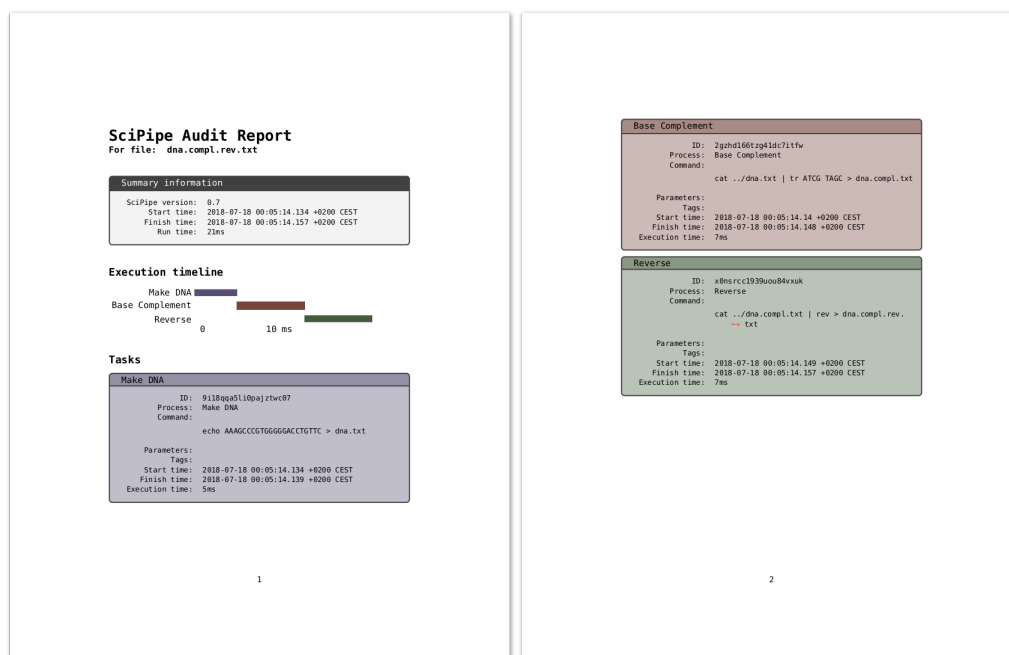 SciPipe Audit Report
For file: dna.compl.rev.txt
Summary information
SciPipe version: 0.7
Start time: 2018-07-18 00:05:14.134 +0200 CEST
Finish time: 2018-07-18 00:05:14.157 +0200 CEST
Run time: 21ms
Execution timeline
Make DNA
Base Complement
Reverse
0 10 ms
Tasks
Make DNA
ID: 9i18qqa5li0pajztwc07
Process: Make DNA
Command:
echo AAAGCCCGTGGGGGACCTGTTC > dna.txt
Parameters:
Tags:
Start time: 2018-07-18 00:05:14.134 +0200 CEST
Finish time: 2018-07-18 00:05:14.139 +0200 CEST
Execution time: 5ms
1
Base Complement
ID: 2gzhd166tzg41dc7itfw
Process: Base Complement
Command:
cat ../dna.txt | tr ATCG TAGC > dna.compl.txt
Parameters:
Tags:
Start time: 2018-07-18 00:05:14.14 +0200 CEST
Finish time: 2018-07-18 00:05:14.148 +0200 CEST
Execution time: 7ms
Reverse
ID: x0nsrcc1939uou84vxuk
Process: Reverse
Command:
cat ../dna.compl.txt | rev > dna.compl.rev.
↪ txt
Parameters:
Tags:
Start time: 2018-07-18 00:05:14.149 +0200 CEST
Finish time: 2018-07-18 00:05:14.157 +0200 CEST
Execution time: 7ms
2